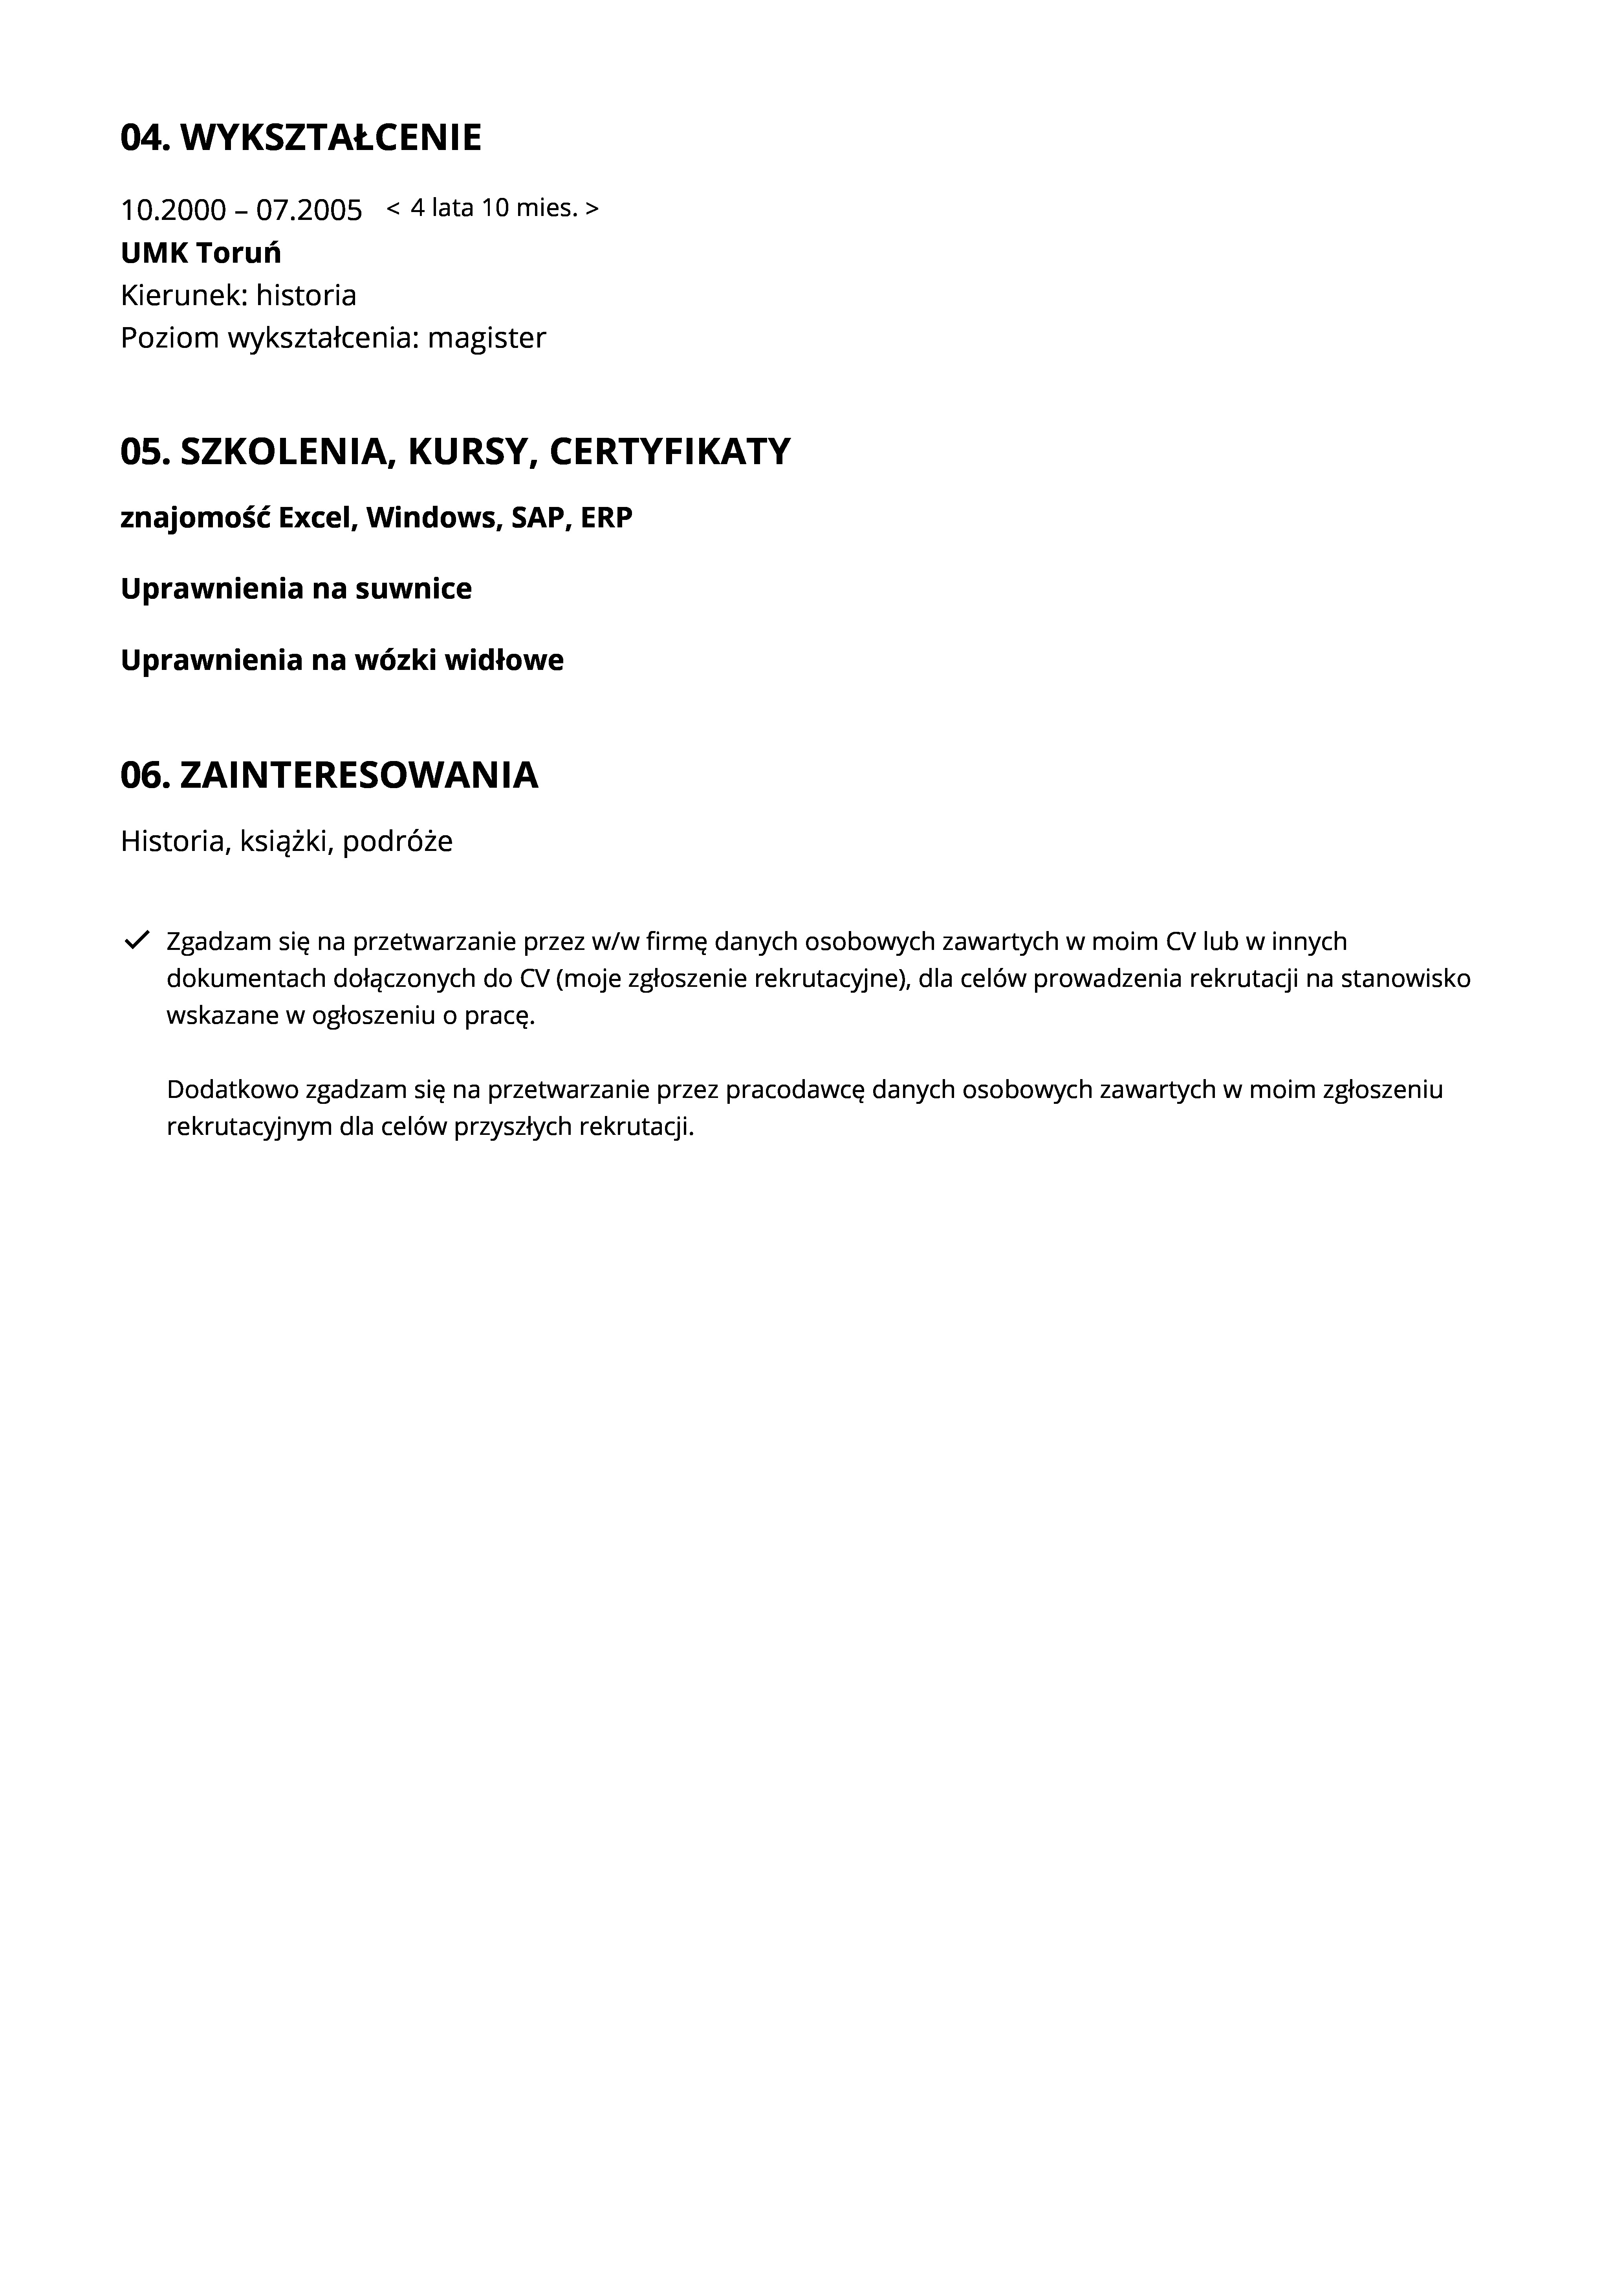 04. WYKSZTAŁCENIE
10.2000 – 07.2005 < 4 lata 10 mies. >
UMK Toruń
Kierunek: historia
Poziom wykształcenia: magister
05. SZKOLENIA, KURSY, CERTYFIKATY
znajomość Excel, Windows, SAP, ERP
Uprawnienia na suwnice
Uprawnienia na wózki widłowe
06. ZAINTERESOWANIA
Historia, książki, podróże
Zgadzam się na przetwarzanie przez w/w firmę danych osobowych zawartych w moim CV lub w innych
dokumentach dołączonych do CV (moje zgłoszenie rekrutacyjne), dla celów prowadzenia rekrutacji na stanowisko
wskazane w ogłoszeniu o pracę.
Dodatkowo zgadzam się na przetwarzanie przez pracodawcę danych osobowych zawartych w moim zgłoszeniu
rekrutacyjnym dla celów przyszłych rekrutacji.